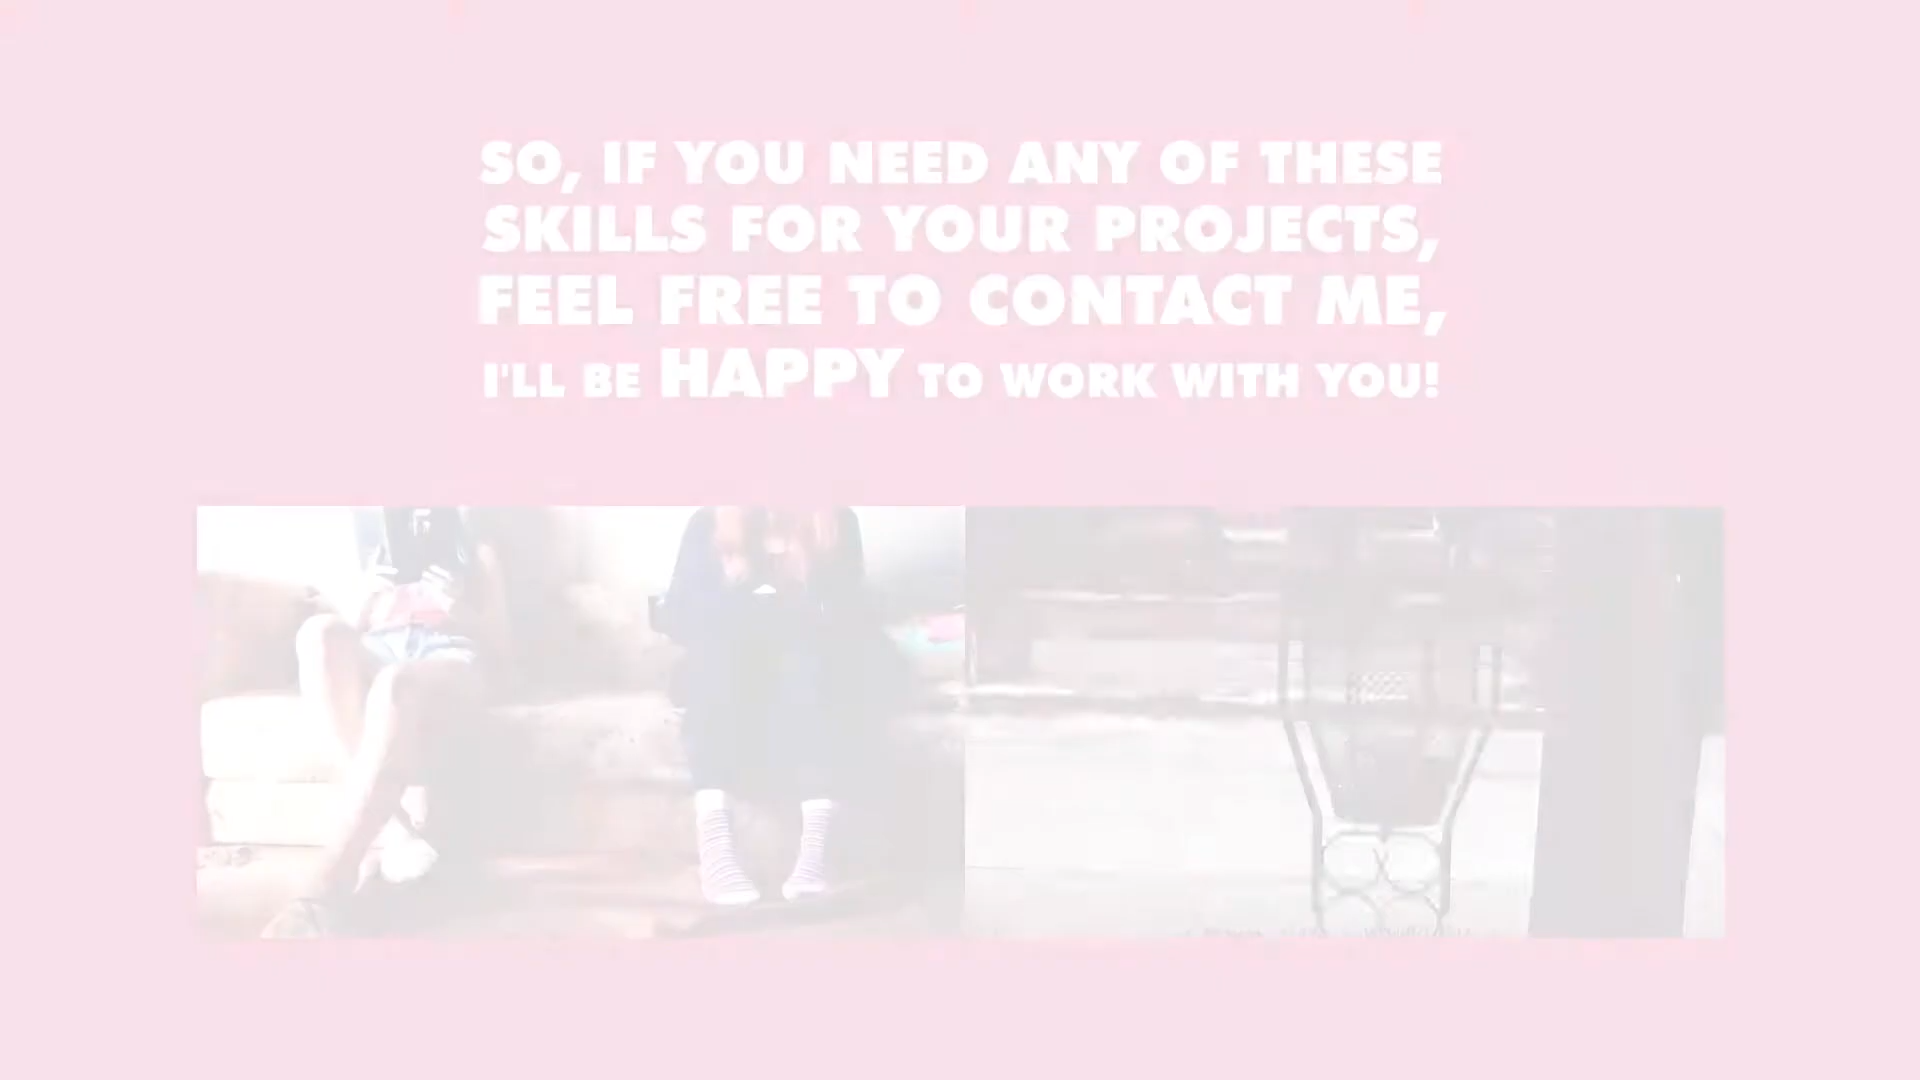 SO, IF YOU NEED ANY OF THESE
SKILLS FOR YOUR PROJECTS,
FEEL FREE TO CONTACT ME,
I'LL BE HAPPY TO WORK WITH YOU!